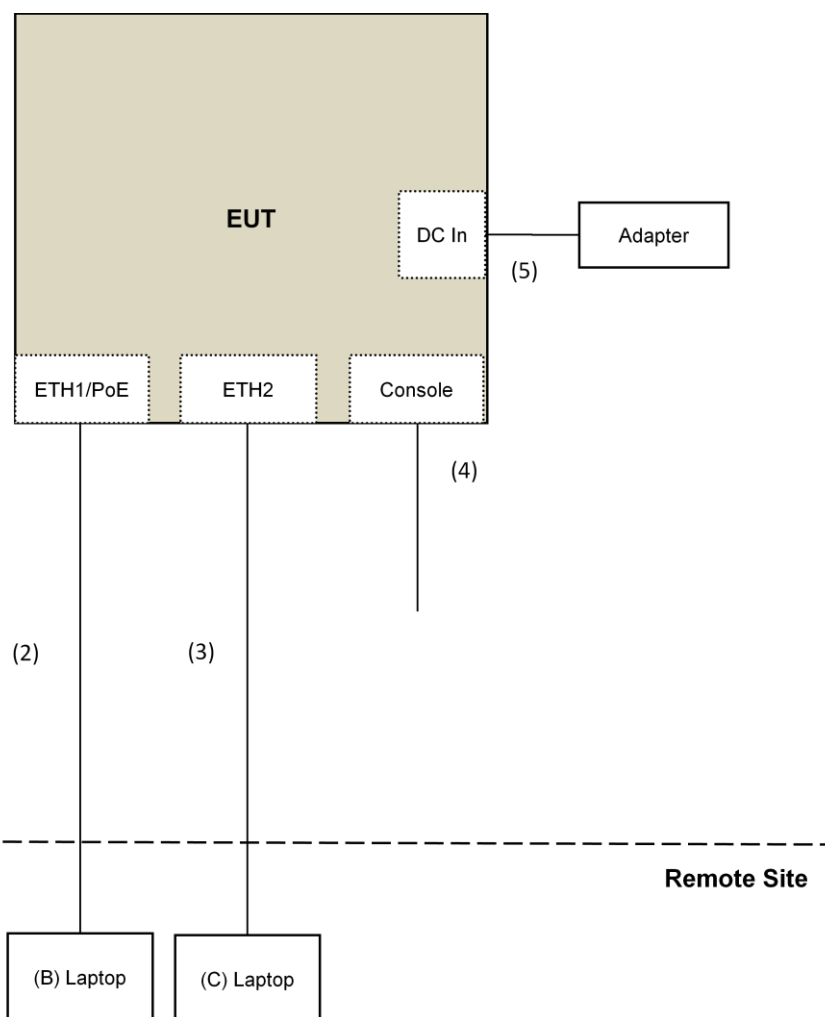 EUT
DC In
Adapter
(5)
ETH1/PoE
ETH2
Console
(4)
(2)
(3)
Remote Site
(B) Laptop
(C) Laptop